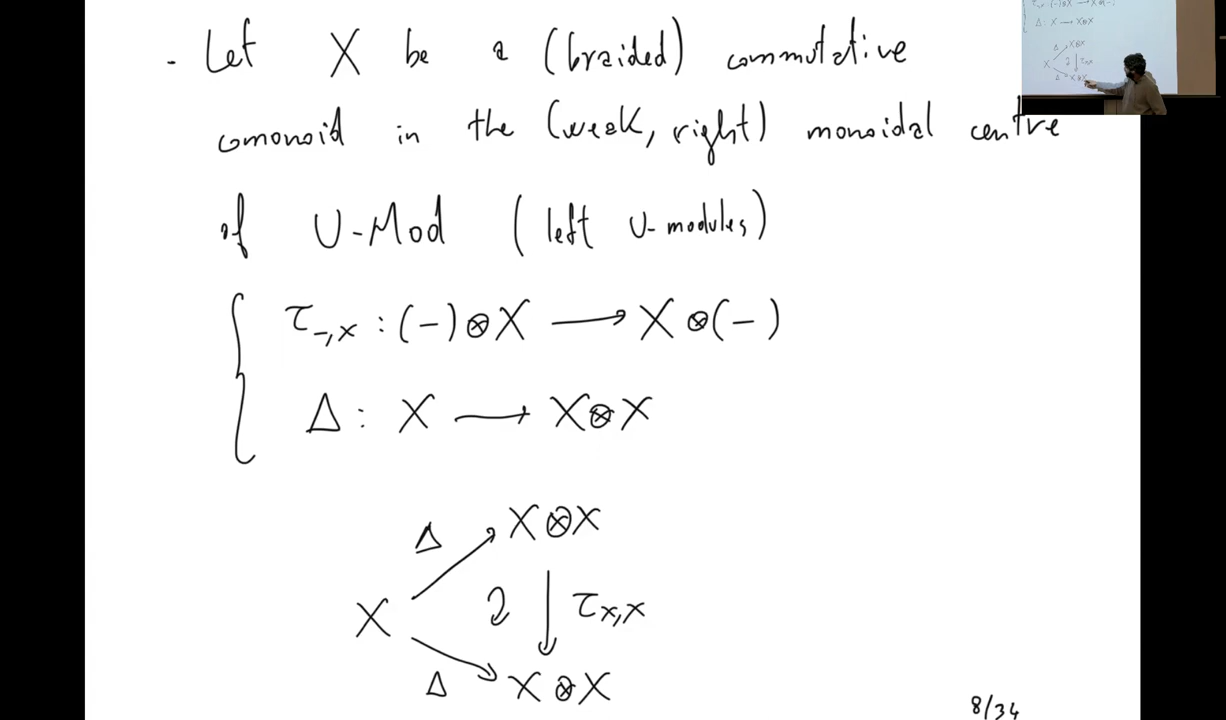 · Let X be a (braided) commutative
comonoid in the (weak, right) monoidal centre
of U-Mod (left U-modules)
τ_{-,X} : (-)⊗X → X⊗(-)
Δ : X → X⊗X
Δ X⊗X
X τ_{X,X}
Δ X⊗X
8/34